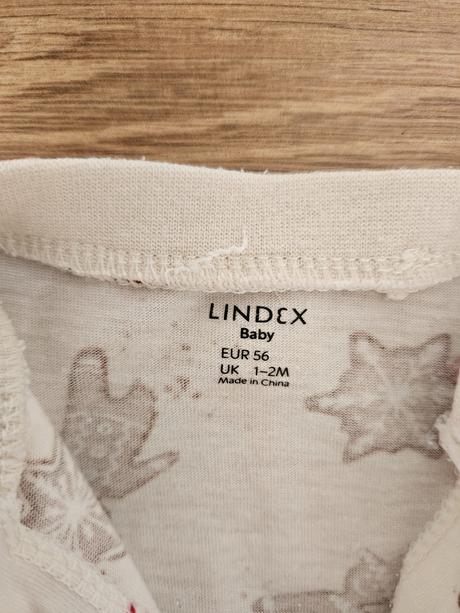 LINDEX
Baby
EUR 56
UK 1-2M
Made in China